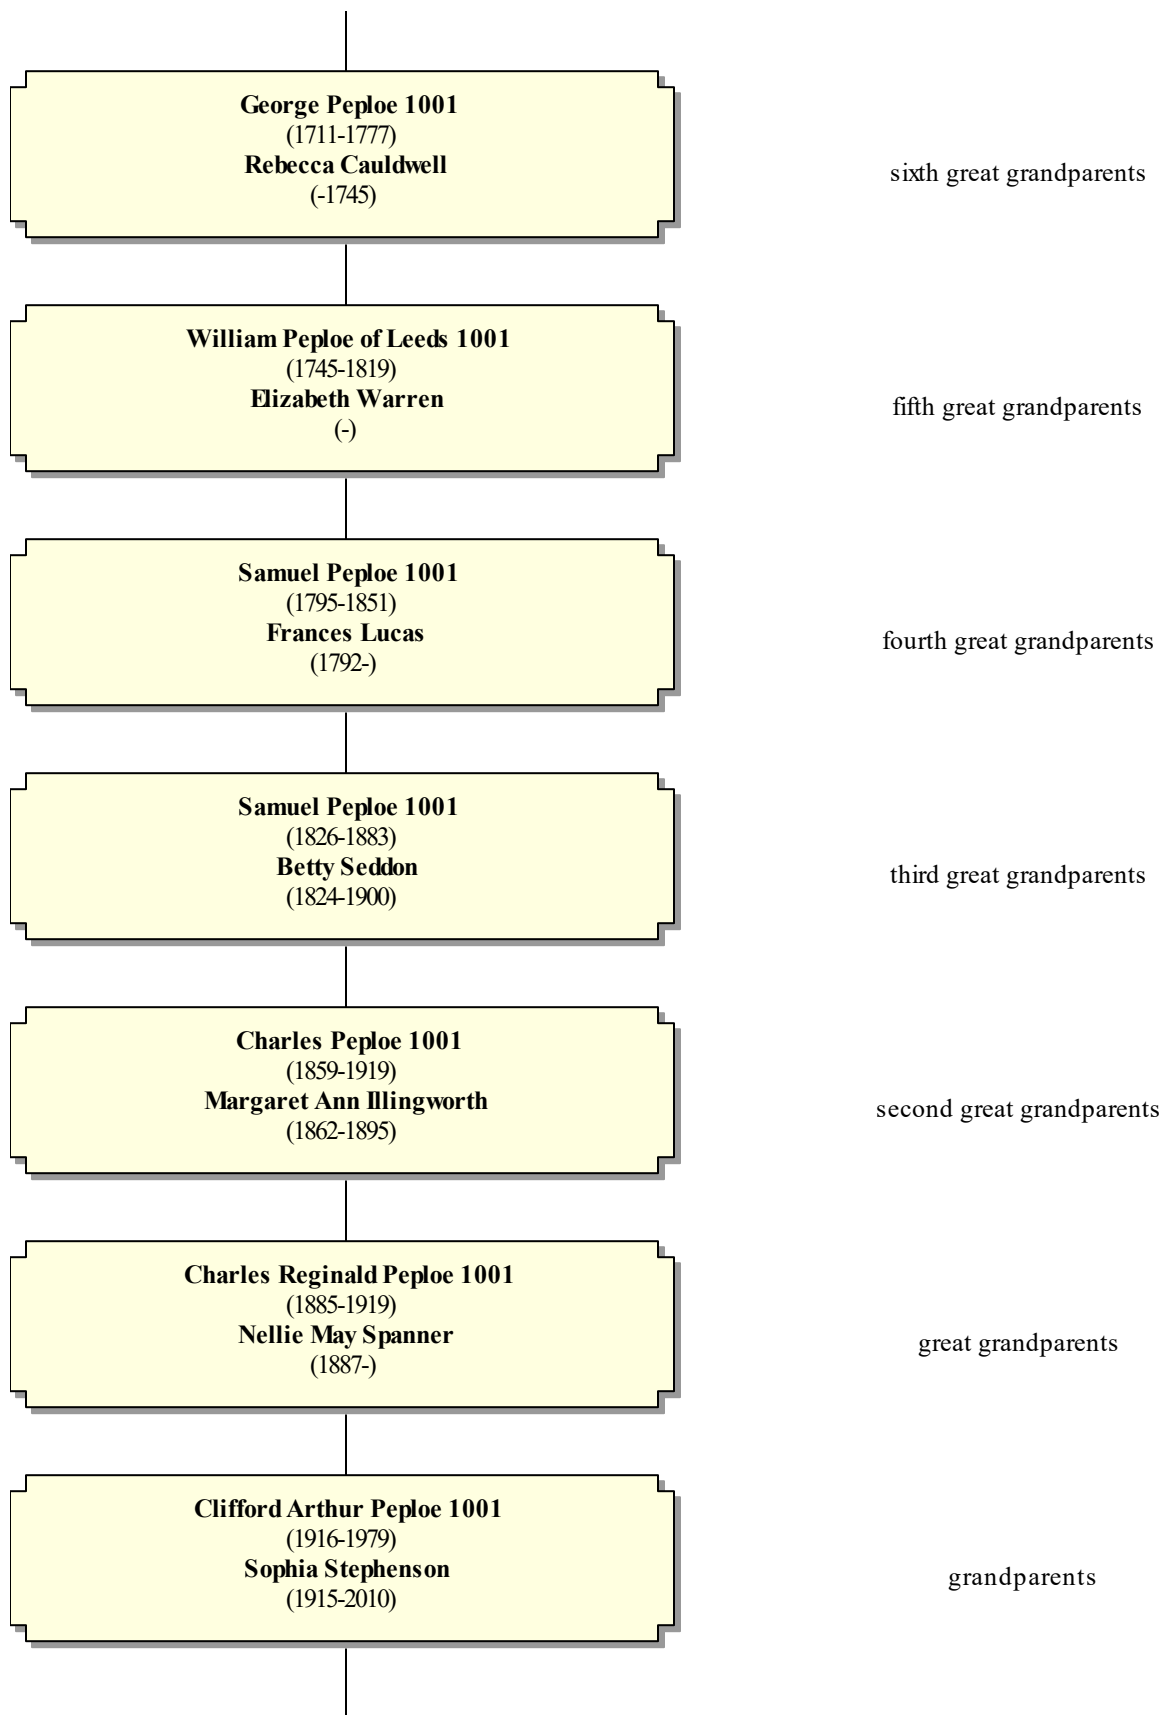 George Peploe 1001
(1711-1777)
Rebecca Cauldwell
(-1745)
sixth great grandparents
William Peploe of Leeds 1001
(1745-1819)
Elizabeth Warren
(-)
fifth great grandparents
Samuel Peploe 1001
(1795-1851)
Frances Lucas
(1792-)
fourth great grandparents
Samuel Peploe 1001
(1826-1883)
Betty Seddon
(1824-1900)
third great grandparents
Charles Peploe 1001
(1859-1919)
Margaret Ann Illingworth
(1862-1895)
second great grandparents
Charles Reginald Peploe 1001
(1885-1919)
Nellie May Spanner
(1887-)
great grandparents
Clifford Arthur Peploe 1001
(1916-1979)
Sophia Stephenson
(1915-2010)
grandparents